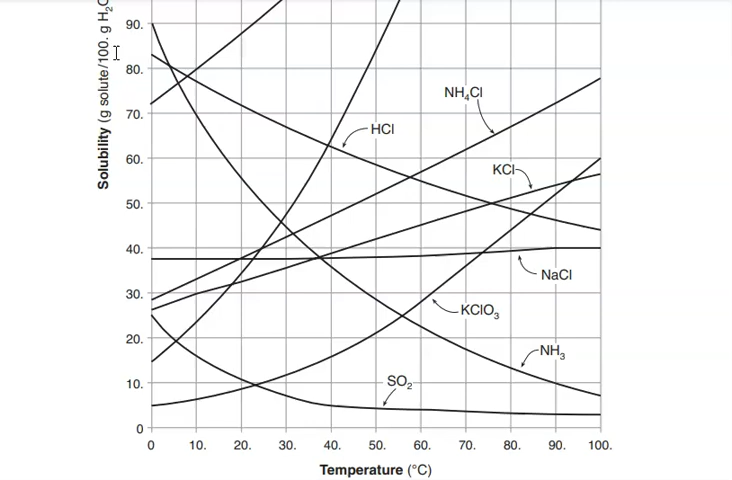 Solubility (g solute/100. g H₂O
90.
80.
70.
60.
50.
40.
30.
20.
10.
0
NH₄Cl
HCl
KCl
NaCl
KClO₃
NH₃
SO₂
0 10. 20. 30. 40. 50. 60. 70. 80. 90. 100.
Temperature (°C)